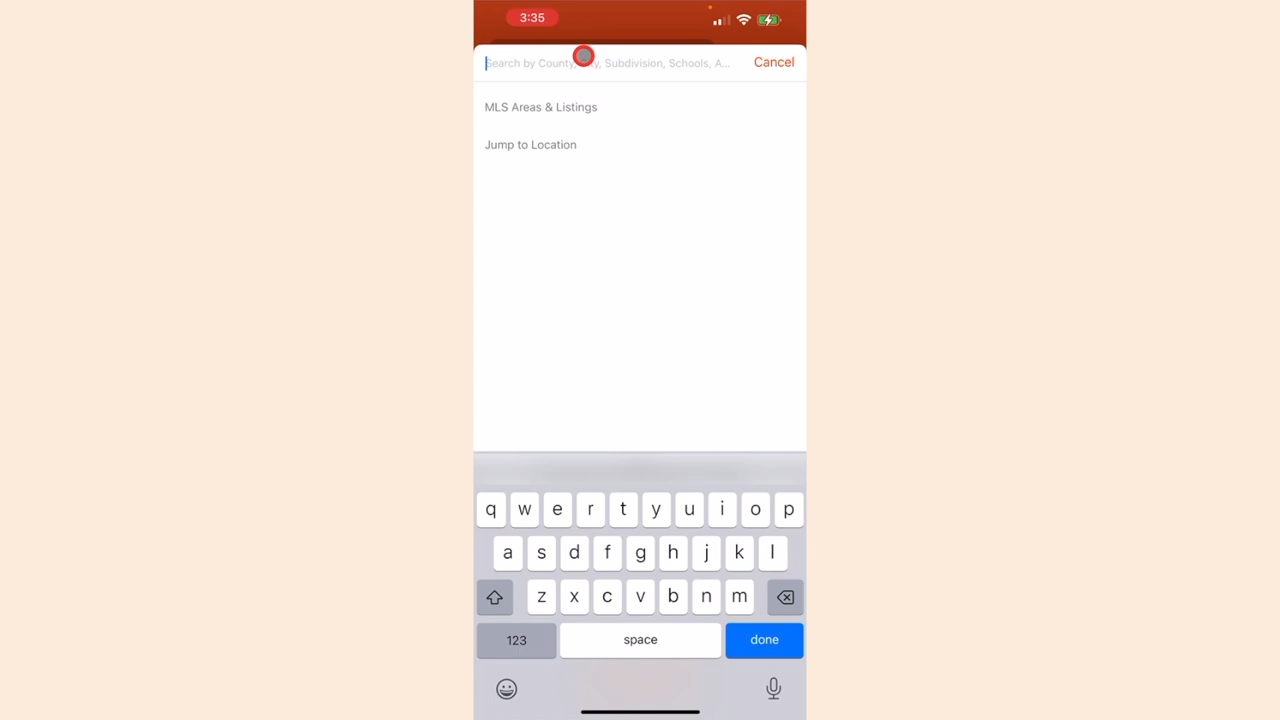 3:35
Search by County, City, Subdivision, Schools, A...
Cancel
MLS Areas & Listings
Jump to Location
q w e r t y u i o p
a s d f g h j k l
z x c v b n m
123 space done